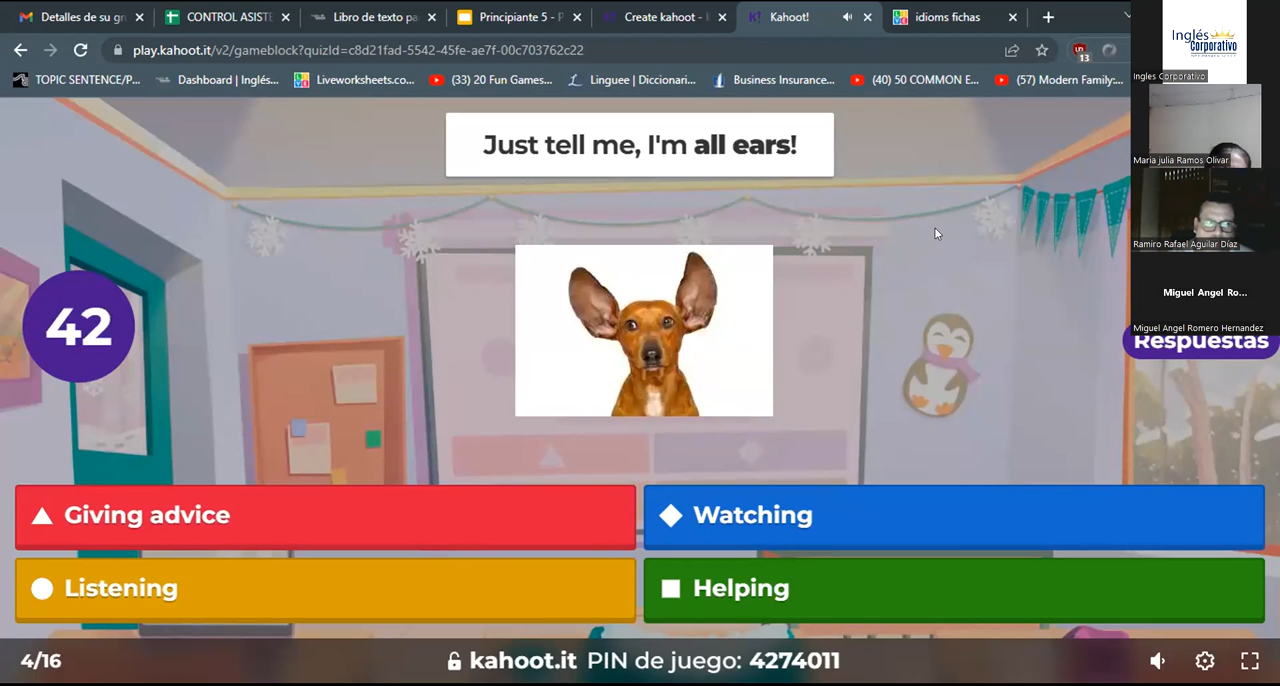 Detalles de su gr
CONTROL ASIST
Libro de texto pa
Principiante 5 - P
Create kahoot - 
Kahoot!
idioms fichas
play.kahoot.it/v2/gameblock?quizId=c8d21fad-5542-45fe-ae7f-00c703762c22
13
TOPIC SENTENCE/P...
Dashboard | Inglés...
Liveworksheets.co...
(33) 20 Fun Games...
Linguee | Diccionari...
Business Insurance...
(40) 50 COMMON E...
(57) Modern Family:...
Inglés
Corporativo
Ingles Corporativo
Maria julia Ramos Olivar
Ramiro Rafael Aguilar Díaz
Miguel Angel Ro...
Miguel Angel Romero Hernandez
Just tell me, I'm all ears!
42
Respuestas
Giving advice
Watching
Listening
Helping
4/16
kahoot.it PIN de juego: 4274011